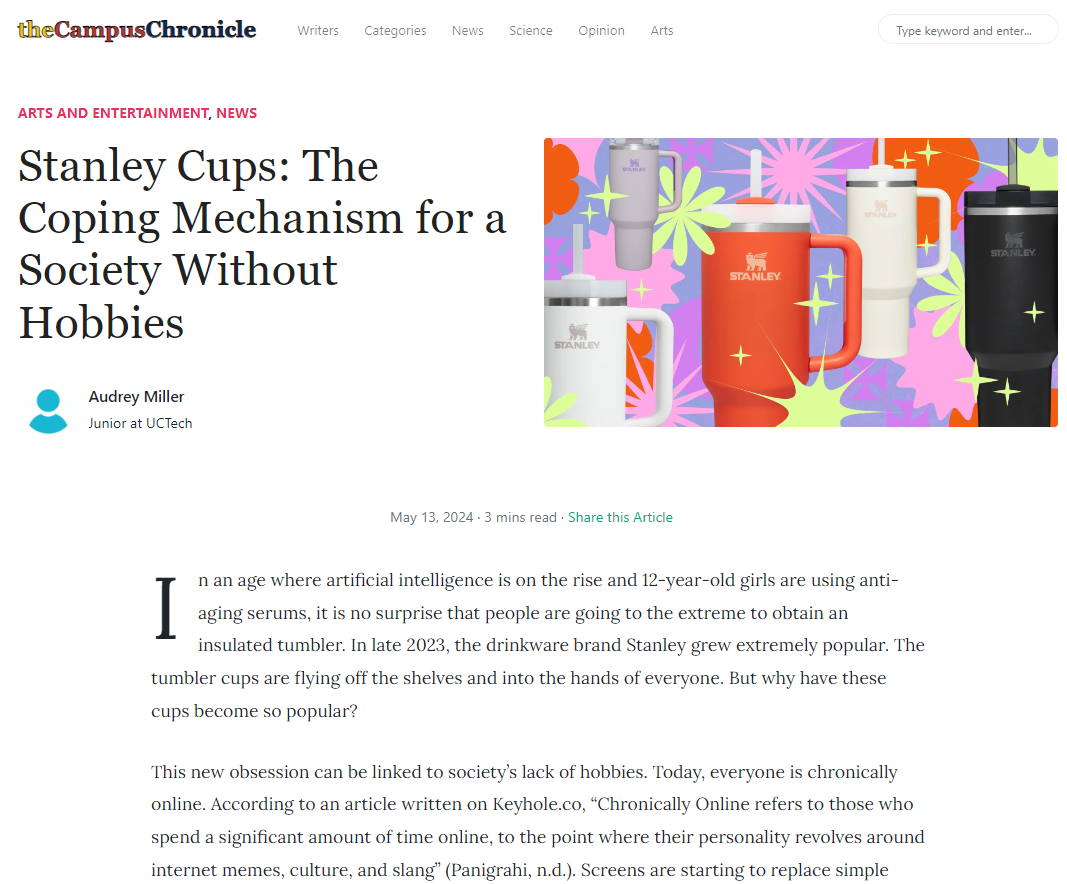 theCampusChronicle
Writers Categories News Science Opinion Arts
Type keyword and enter...
ARTS AND ENTERTAINMENT, NEWS
Stanley Cups: The
Coping Mechanism for a
Society Without
Hobbies
Audrey Miller
Junior at UCTech
STANLEY
STANLEY
STANLEY
STANLEY
STANLEY
May 13, 2024 · 3 mins read · Share this Article
In an age where artificial intelligence is on the rise and 12-year-old girls are using anti-
aging serums, it is no surprise that people are going to the extreme to obtain an
insulated tumbler. In late 2023, the drinkware brand Stanley grew extremely popular. The
tumbler cups are flying off the shelves and into the hands of everyone. But why have these
cups become so popular?
This new obsession can be linked to society’s lack of hobbies. Today, everyone is chronically
online. According to an article written on Keyhole.co, “Chronically Online refers to those who
spend a significant amount of time online, to the point where their personality revolves around
internet memes, culture, and slang” (Panigrahi, n.d.). Screens are starting to replace simple